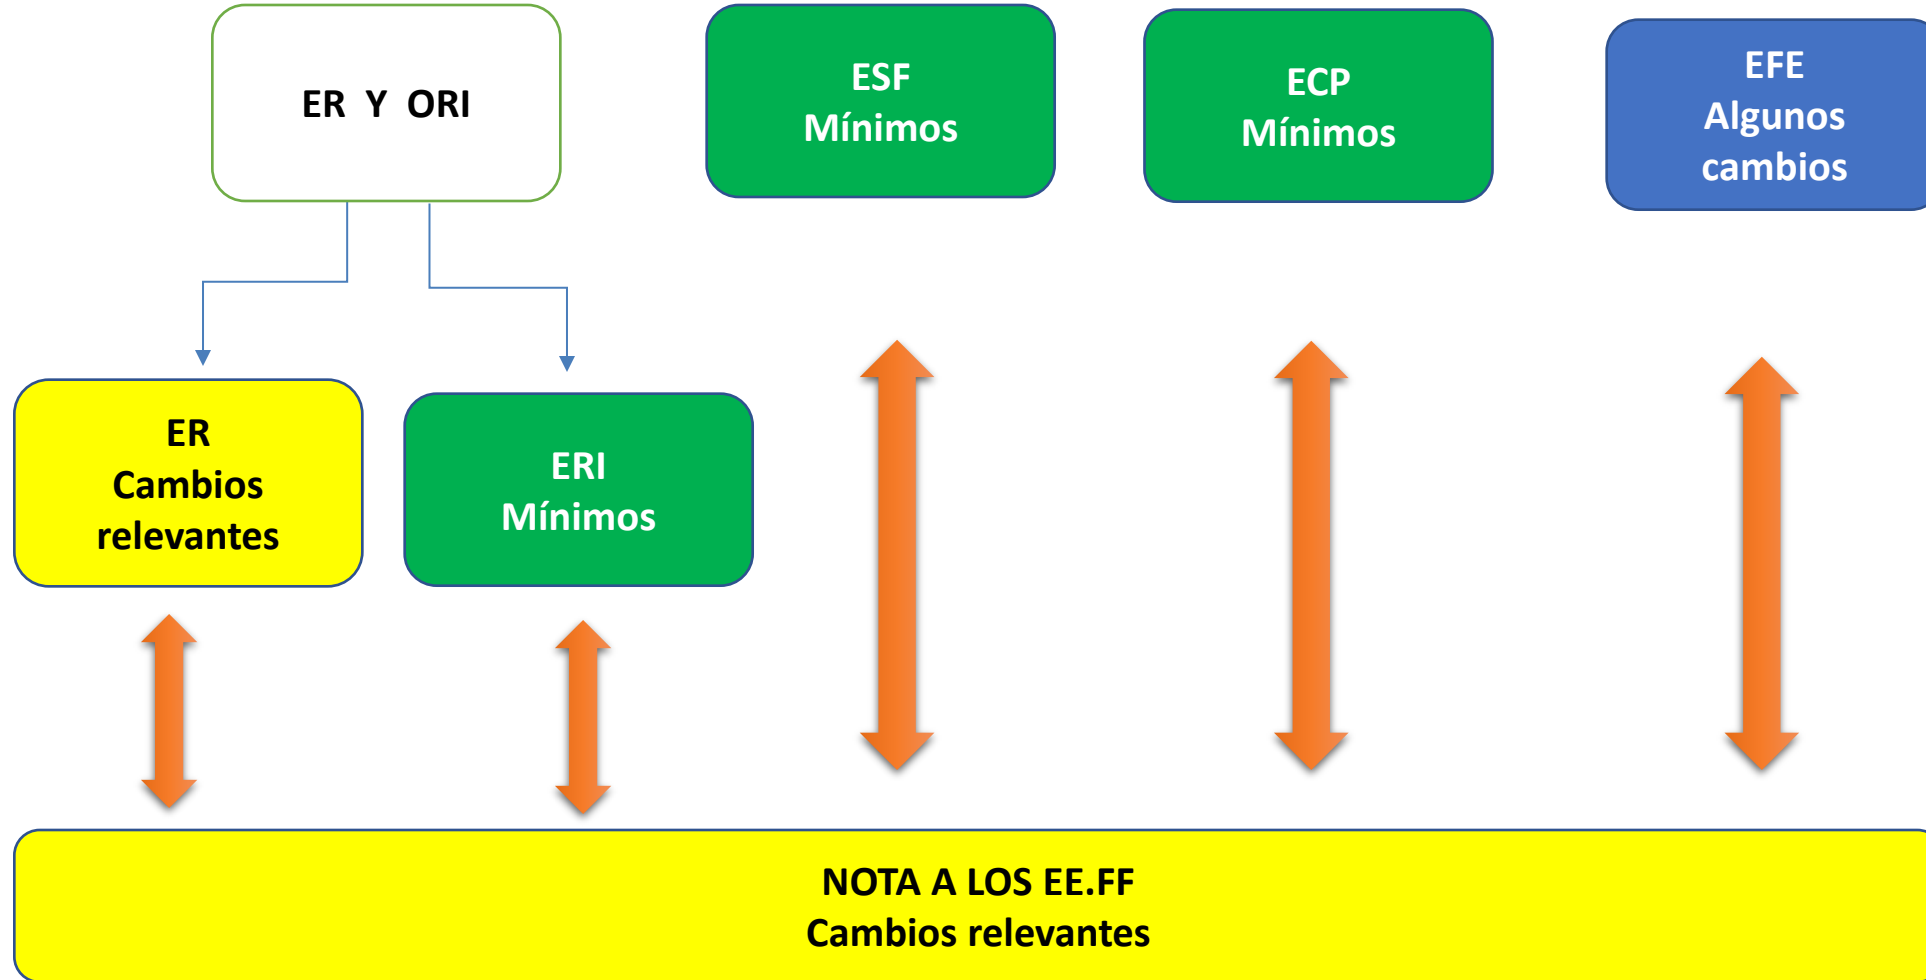 ER Y ORI
ESF
Mínimos
ECP
Mínimos
EFE
Algunos
cambios
ER
Cambios
relevantes
ERI
Mínimos
NOTA A LOS EE.FF
Cambios relevantes